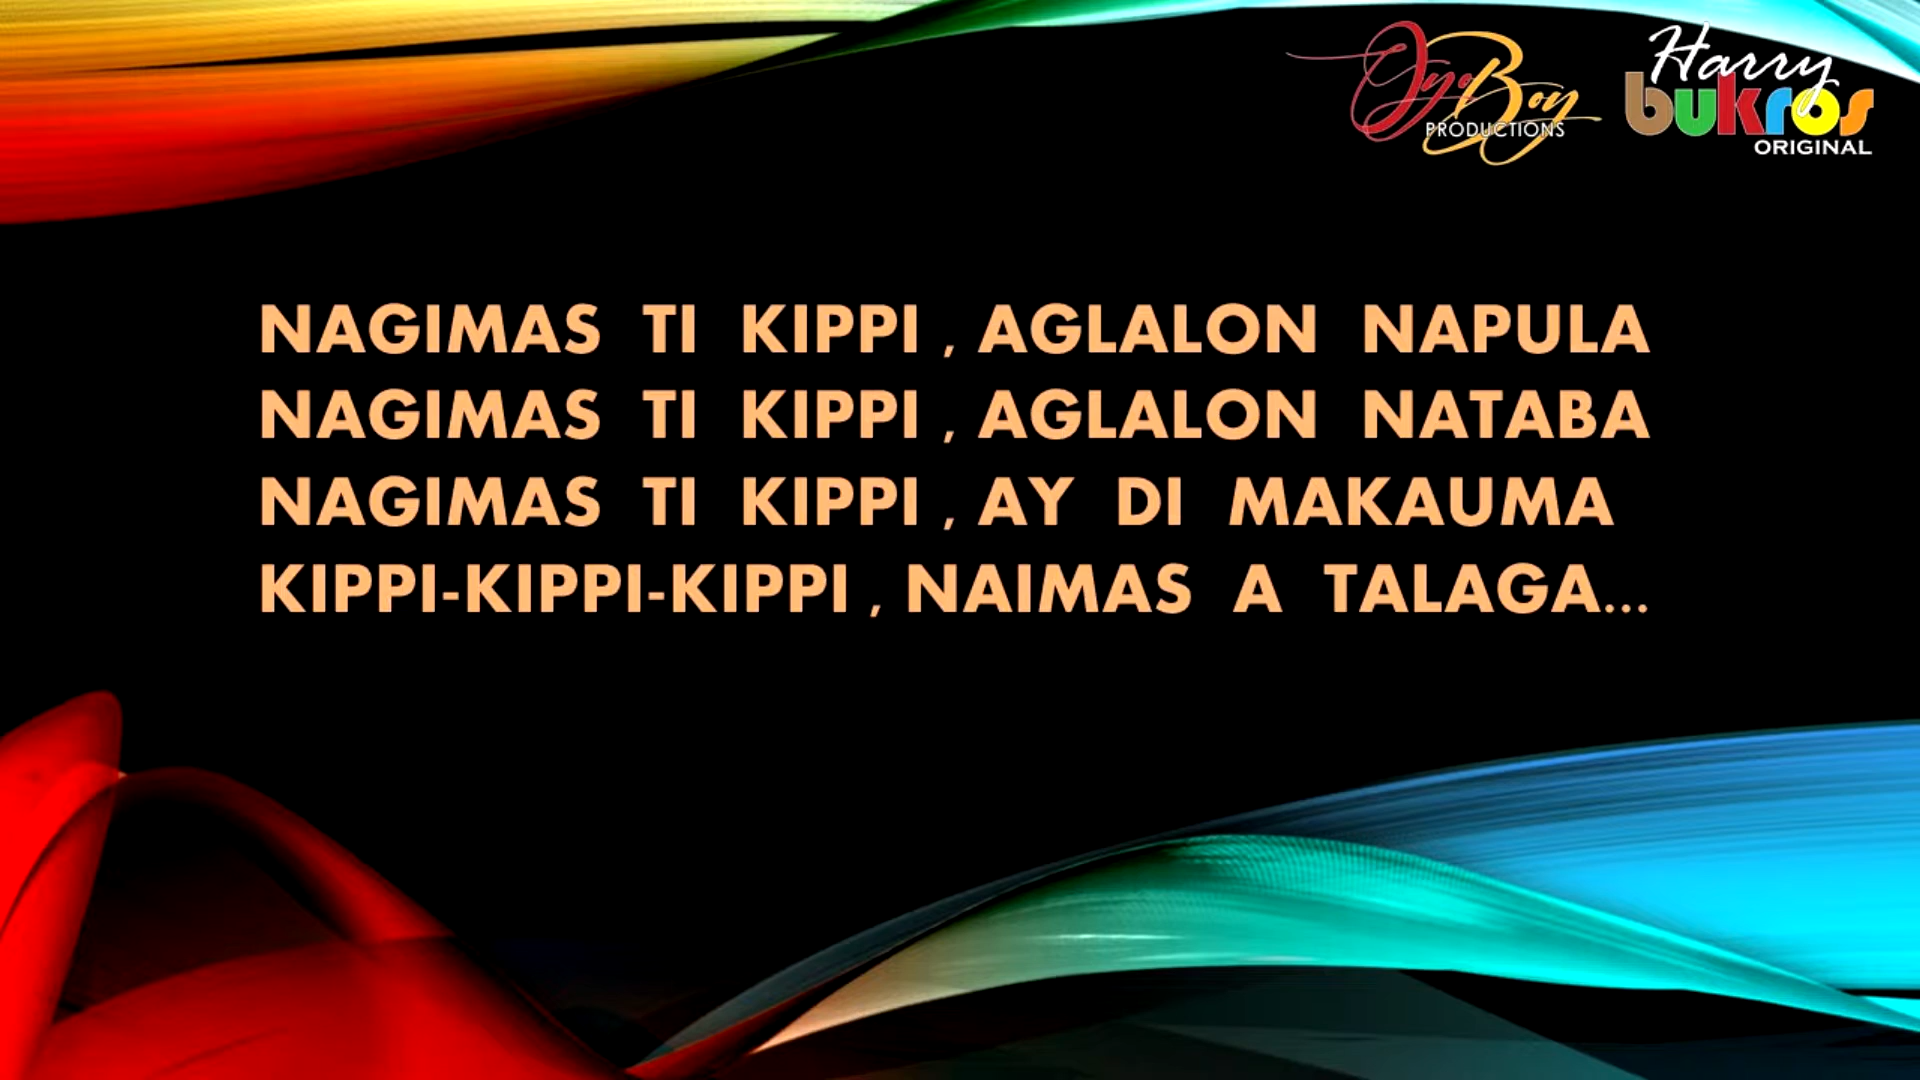 OyoBoy
PRODUCTIONS
Harry
bukros
ORIGINAL
NAGIMAS TI KIPPI , AGLALON NAPULA
NAGIMAS TI KIPPI , AGLALON NATABA
NAGIMAS TI KIPPI , AY DI MAKAUMA
KIPPI-KIPPI-KIPPI , NAIMAS A TALAGA...